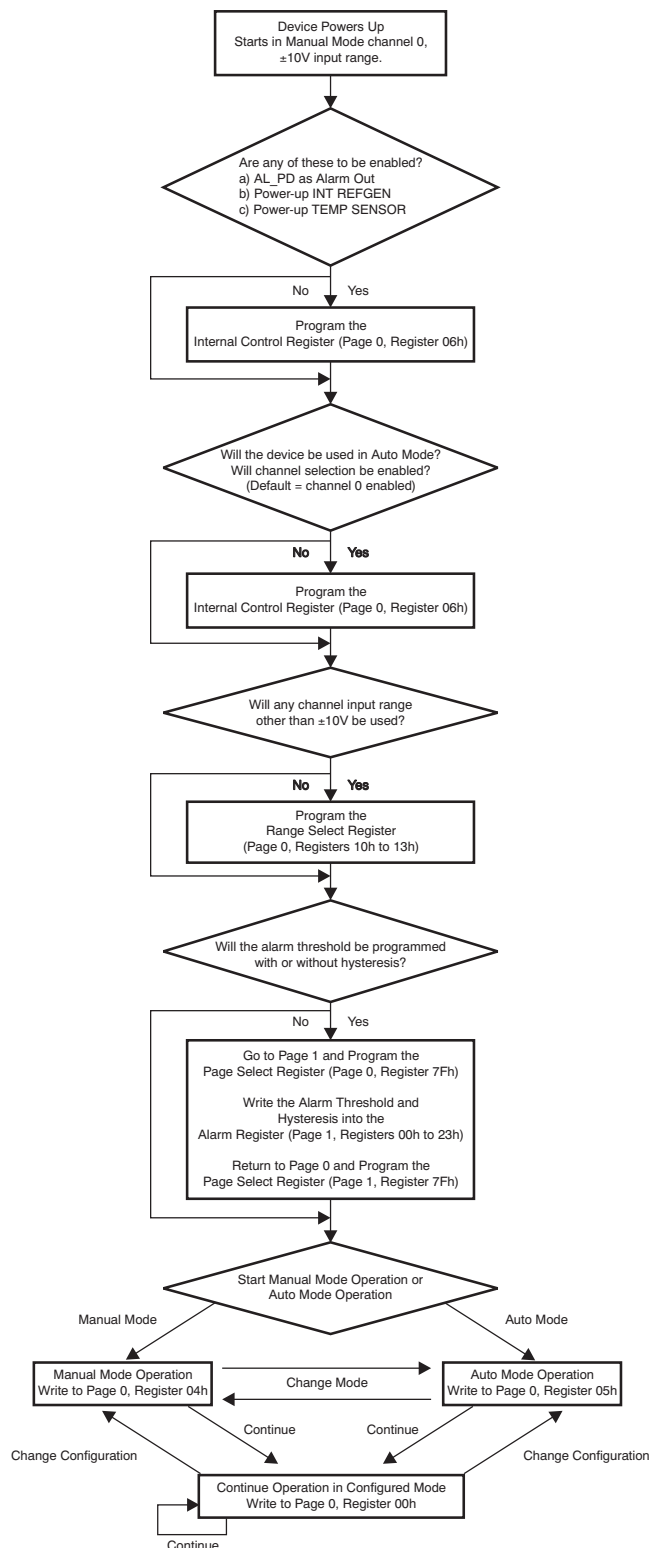 Device Powers Up
Starts in Manual Mode channel 0,
±10V input range.
Are any of these to be enabled?
a) AL_PD as Alarm Out
b) Power-up INT REFGEN
c) Power-up TEMP SENSOR
No Yes
Program the
Internal Control Register (Page 0, Register 06h)
Will the device be used in Auto Mode?
Will channel selection be enabled?
(Default = channel 0 enabled)
No Yes
Program the
Internal Control Register (Page 0, Register 06h)
Will any channel input range
other than ±10V be used?
No Yes
Program the
Range Select Register
(Page 0, Registers 10h to 13h)
Will the alarm threshold be programmed
with or without hysteresis?
No Yes
Go to Page 1 and Program the
Page Select Register (Page 0, Register 7Fh)
Write the Alarm Threshold and
Hysteresis into the
Alarm Register (Page 1, Registers 00h to 23h)
Return to Page 0 and Program the
Page Select Register (Page 1, Register 7Fh)
Start Manual Mode Operation or
Auto Mode Operation
Manual Mode
Auto Mode
Manual Mode Operation
Write to Page 0, Register 04h
Change Mode
Auto Mode Operation
Write to Page 0, Register 05h
Continue
Continue
Change Configuration
Change Configuration
Continue Operation in Configured Mode
Write to Page 0, Register 00h
Continue